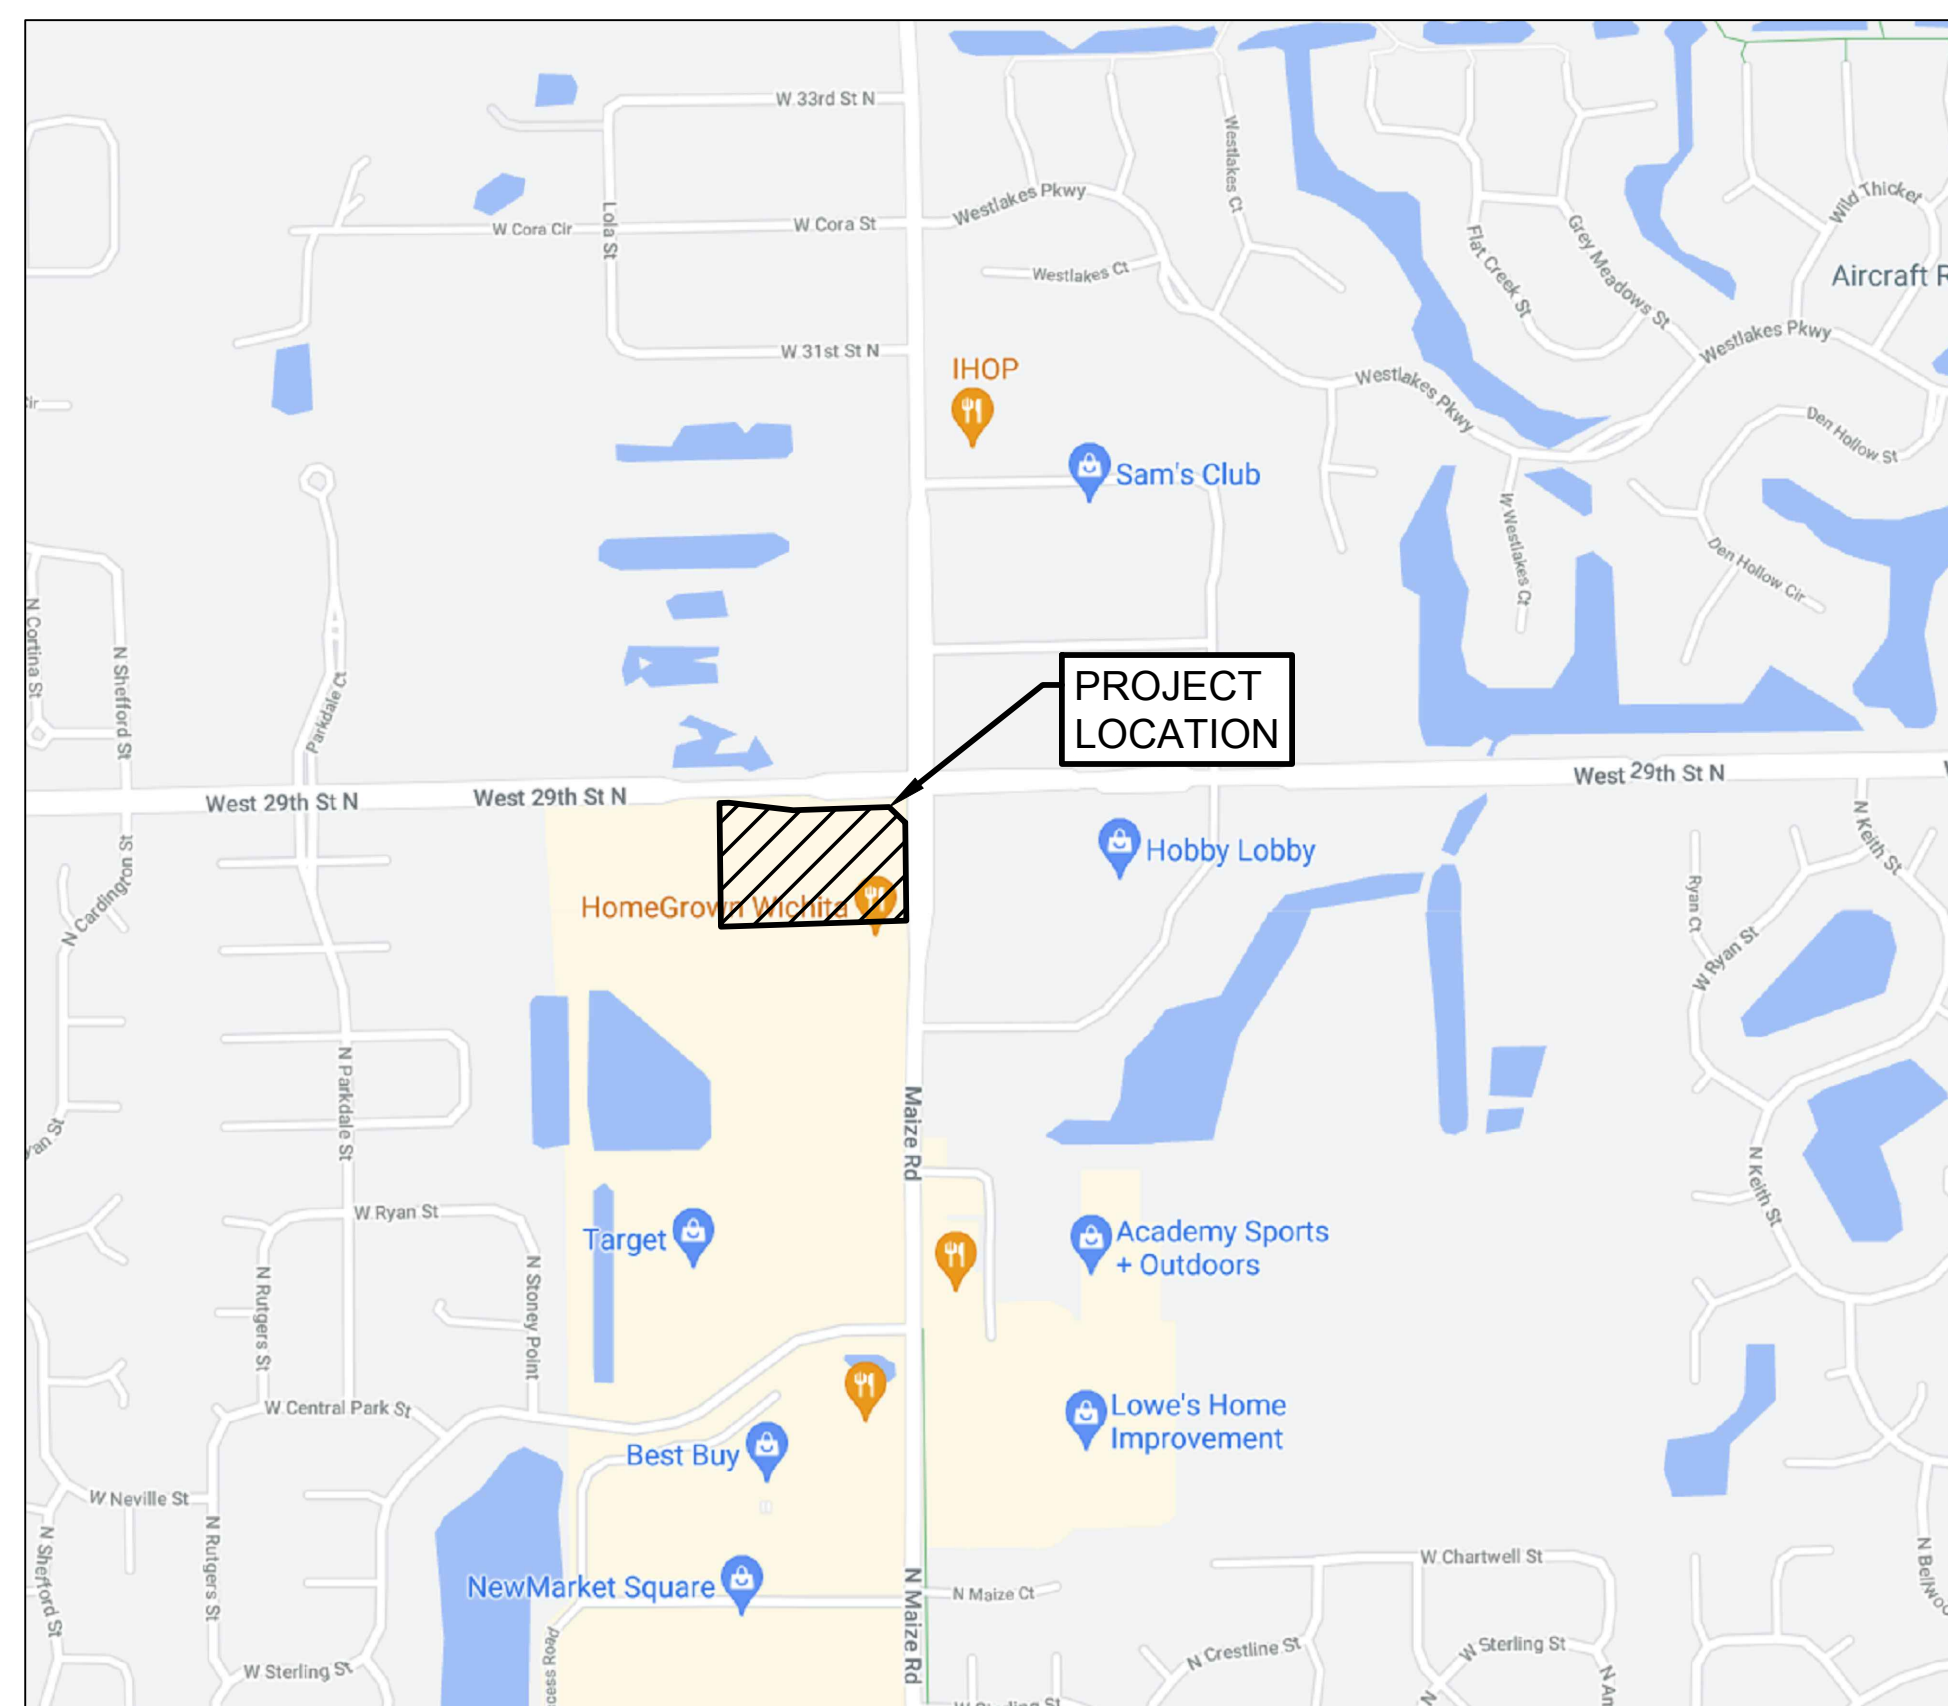 W 33rd St N
Westlakes Ct
Wild Thicket
Westlakes Pkwy
Lola St
W Cora Cir
W Cora St
Flat Creek St
Grey Meadows St
Westlakes Ct
Aircraft R
Westlakes Pkwy
W 31st St N
IHOP
Westlakes Pkwy
Den Hollow St
Sam's Club
W Westlakes Ct
Den Hollow Cir
N Cortina St
N Shefford St
Parkdale Ct
PROJECT
LOCATION
West 29th St N
West 29th St N
West 29th St N
N Keith St
Hobby Lobby
N Cardington St
HomeGrown Wichita
Ryan Ct
W Ryan St
N Parkdale St
Maize Rd
N Keith St
W Ryan St
Target
Academy Sports
+ Outdoors
N Rutgers St
N Stoney Point
W Central Park St
Lowe's Home
Improvement
Best Buy
W Neville St
N Shefford St
N Rutgers St
NewMarket Square
N Maize Rd
N Maize Ct
W Chartwell St
N Crestline St
W Sterling St
W Sterling St